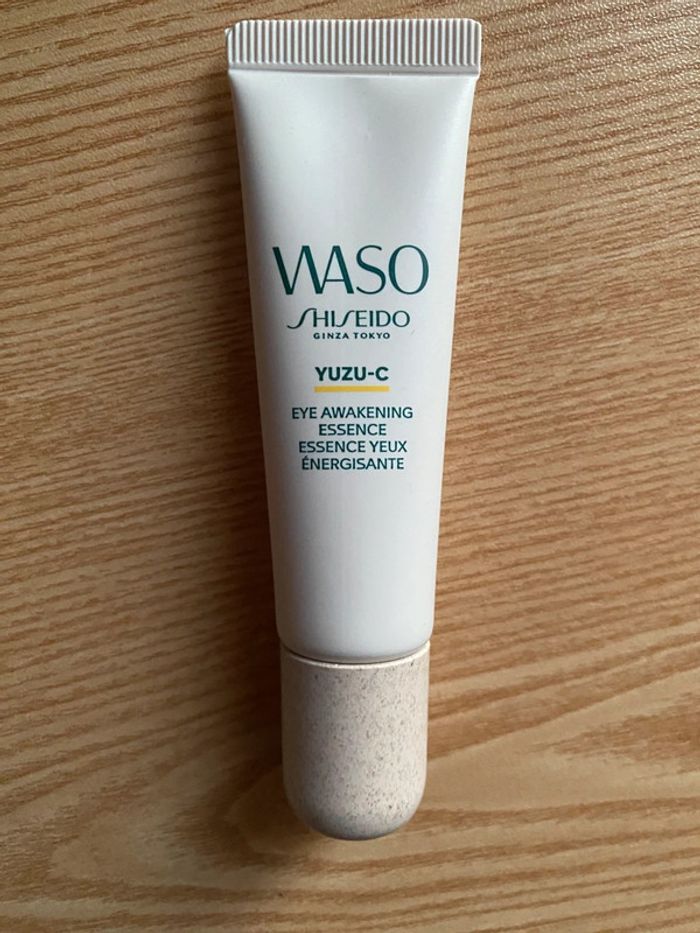 WASO
SHISEIDO
GINZA TOKYO
YUZU-C
EYE AWAKENING
ESSENCE
ESSENCE YEUX
ÉNERGISANTE